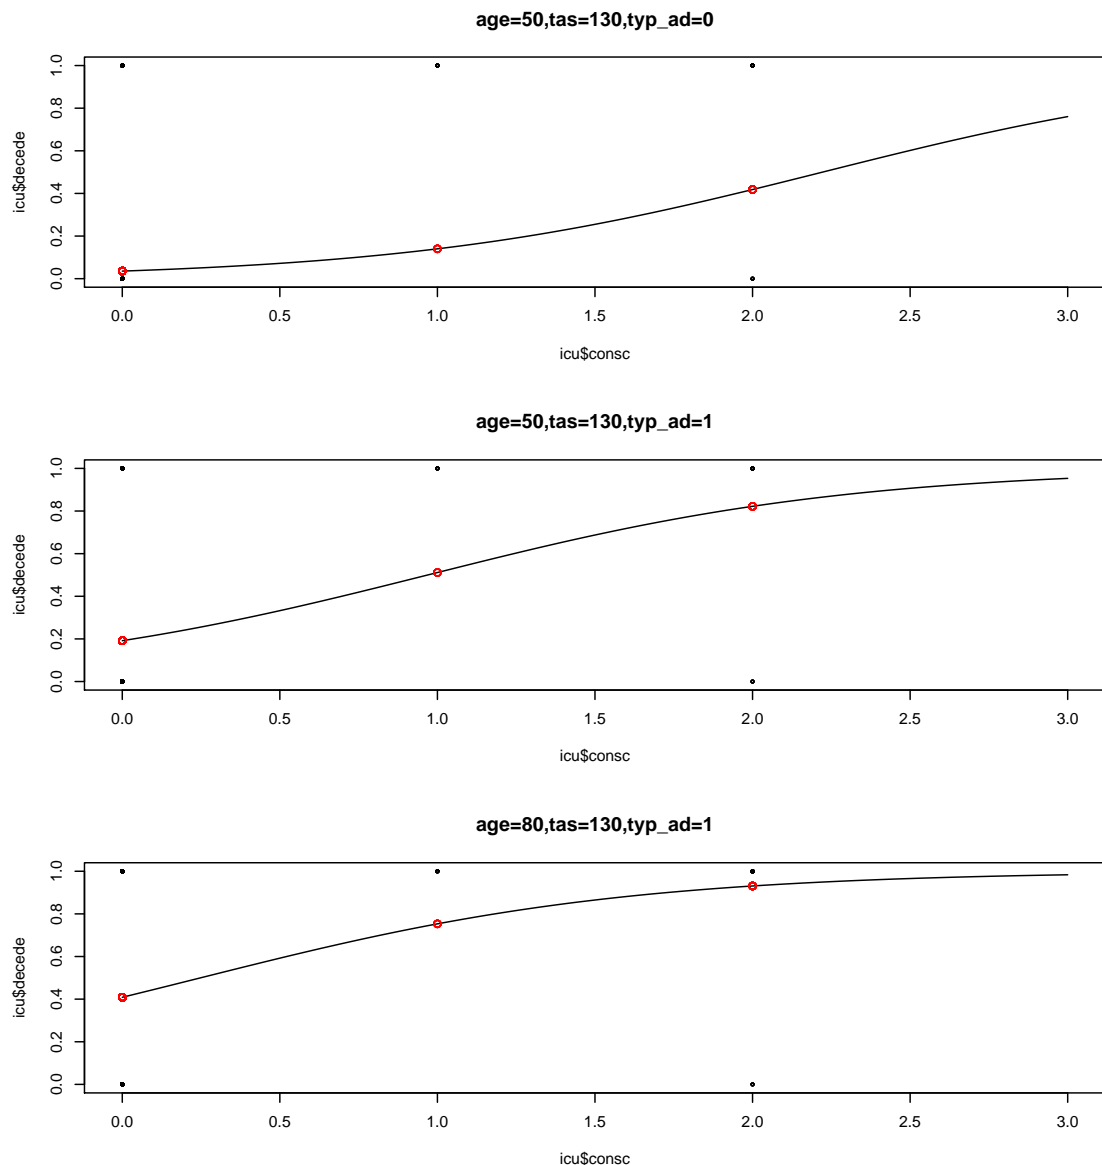 age=50,tas=130,typ_ad=0
icu$decede
0.0 0.2 0.4 0.6 0.8 1.0
0.0 0.5 1.0 1.5 2.0 2.5 3.0
icu$consc
age=50,tas=130,typ_ad=1
icu$decede
0.0 0.2 0.4 0.6 0.8 1.0
0.0 0.5 1.0 1.5 2.0 2.5 3.0
icu$consc
age=80,tas=130,typ_ad=1
icu$decede
0.0 0.2 0.4 0.6 0.8 1.0
0.0 0.5 1.0 1.5 2.0 2.5 3.0
icu$consc